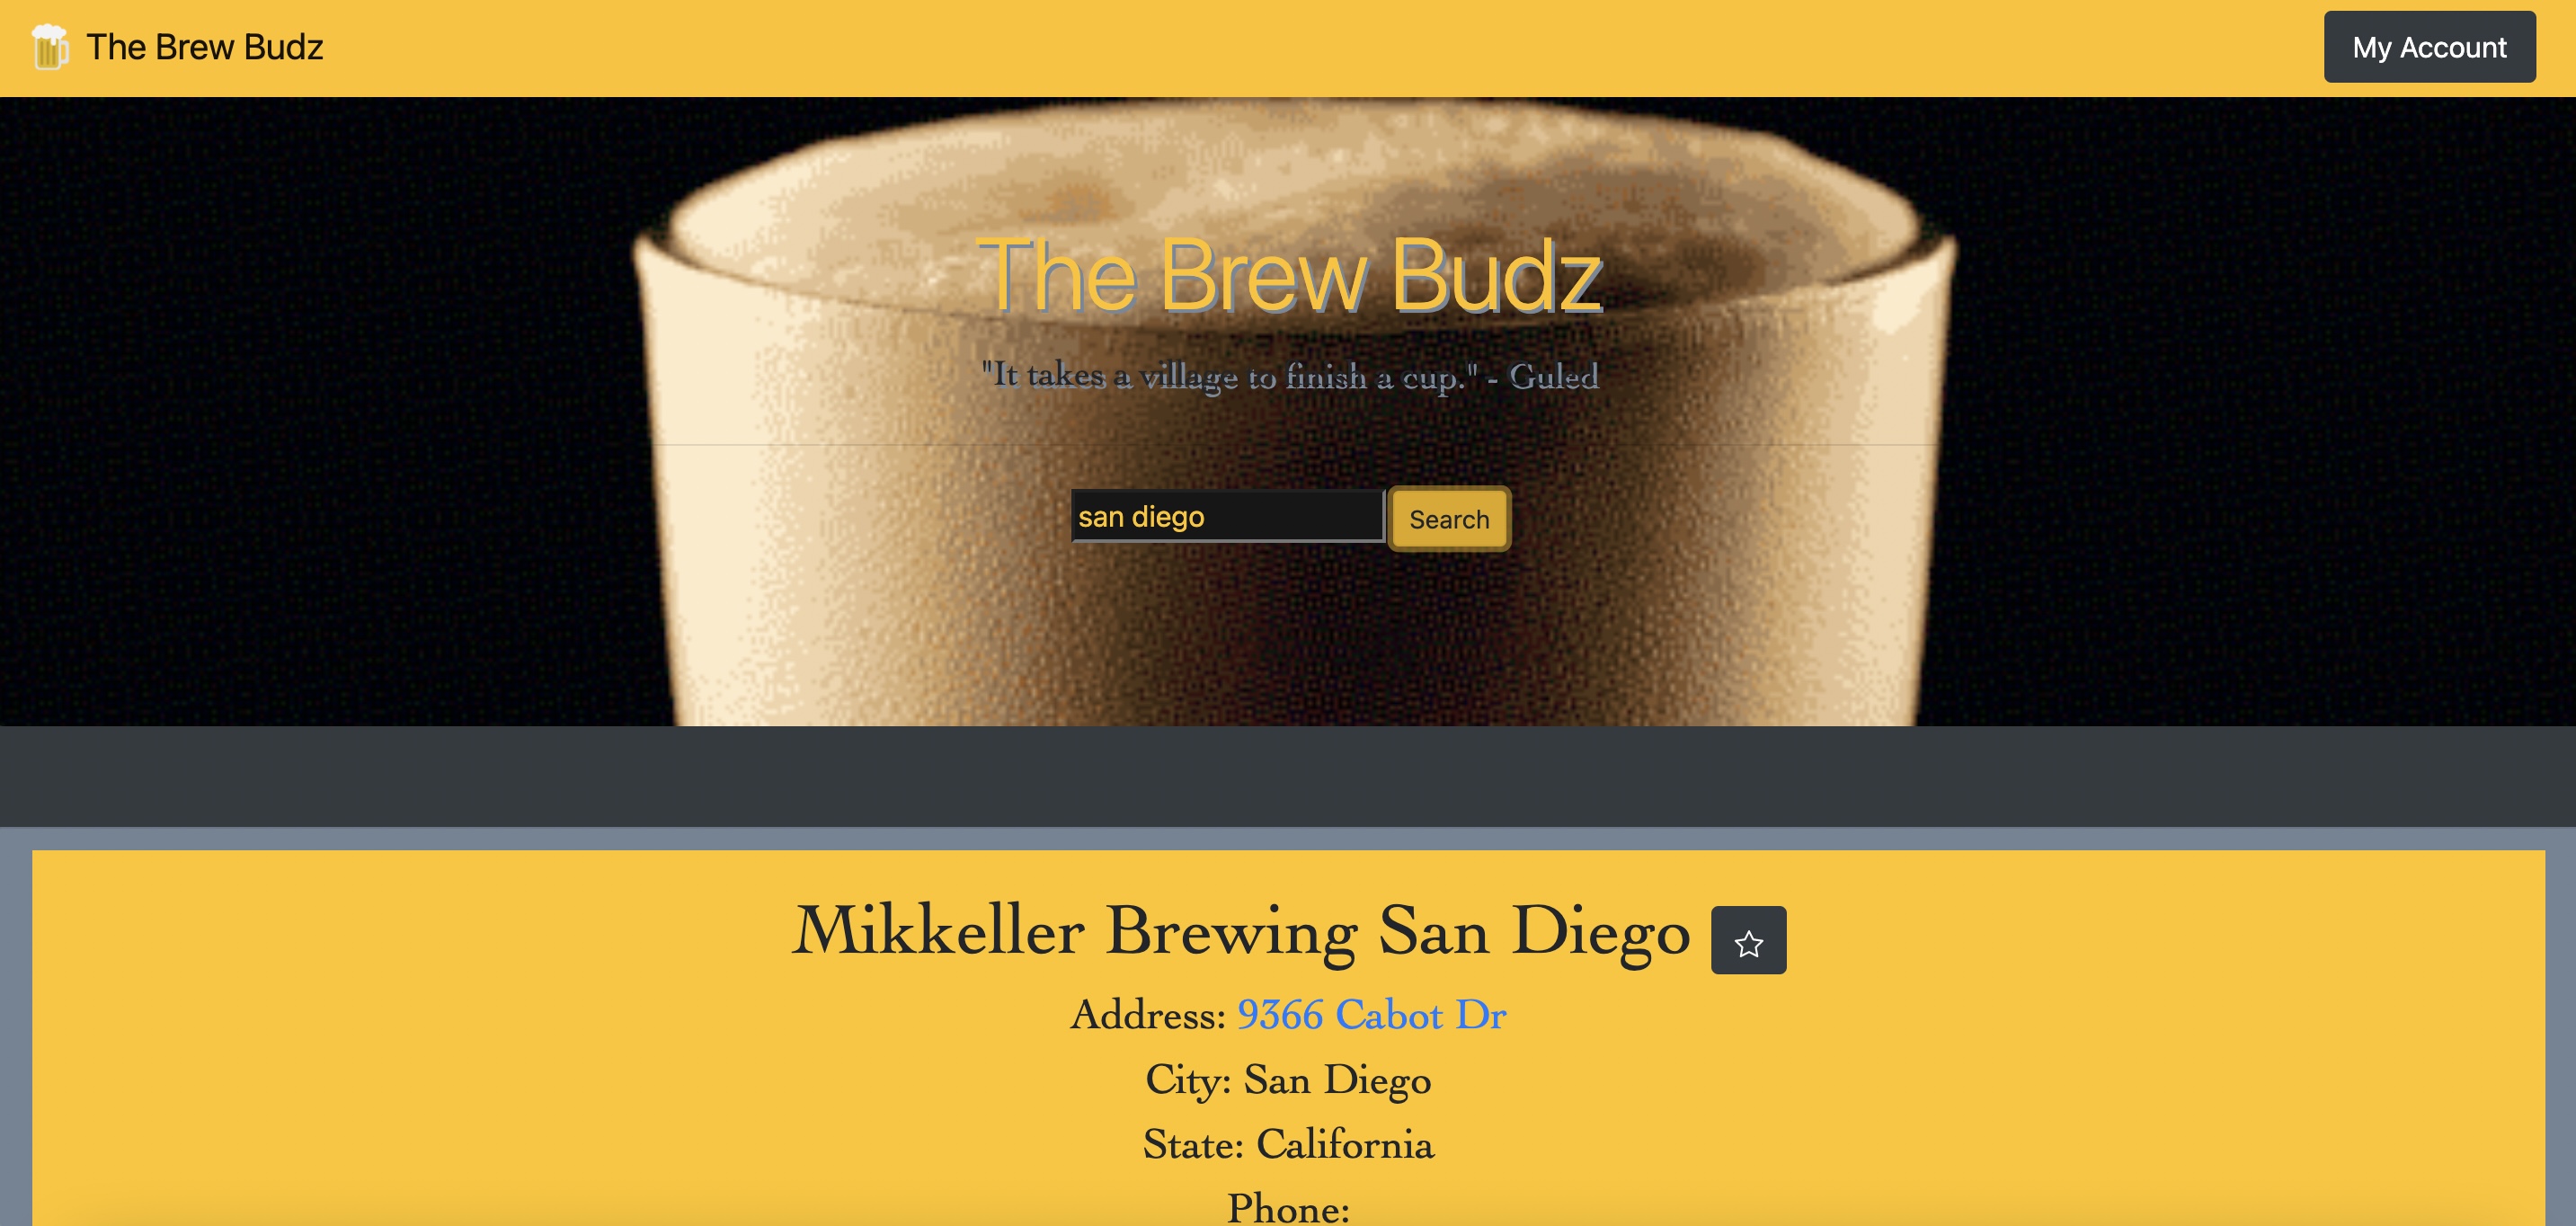 The Brew Budz
My Account
The Brew Budz
"It takes a village to finish a cup." - Guled
san diego
Search
Mikkeller Brewing San Diego
Address: 9366 Cabot Dr
City: San Diego
State: California
Phone: